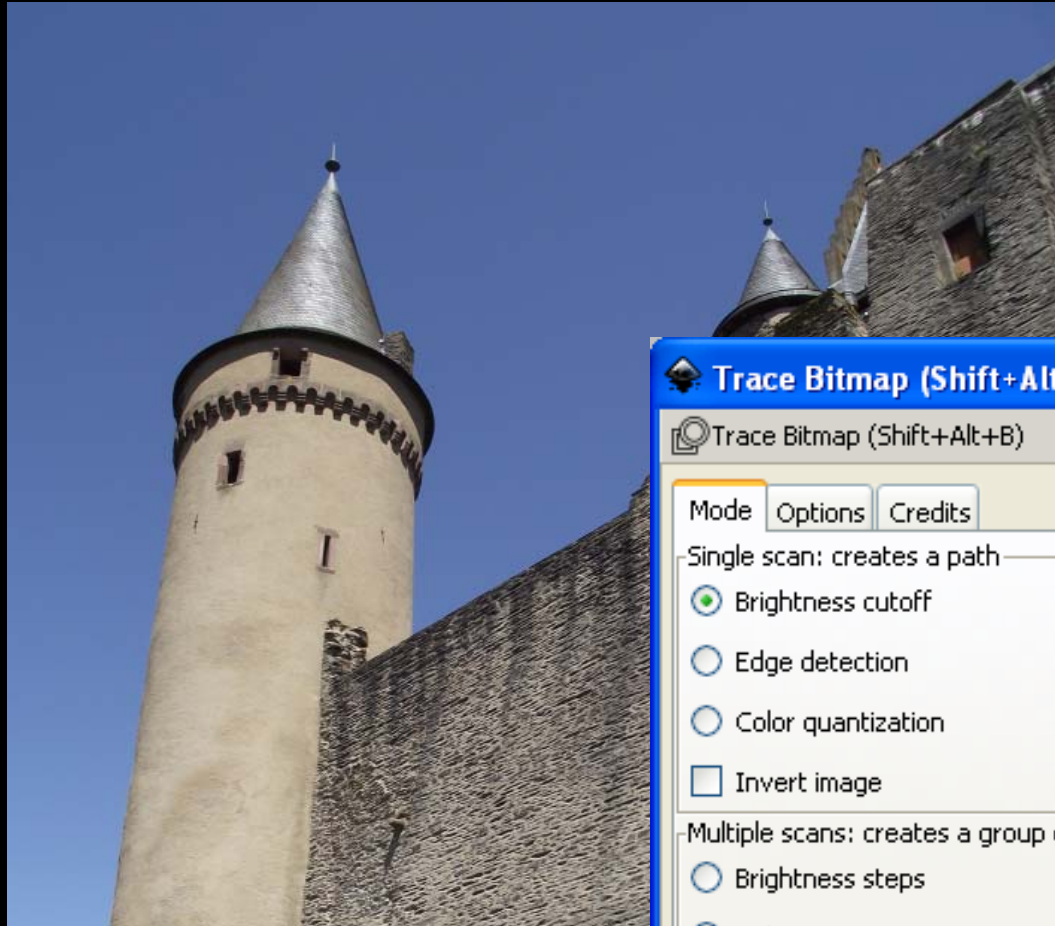 Trace Bitmap (Shift+Alt
Trace Bitmap (Shift+Alt+B)
Mode Options Credits
Single scan: creates a path
Brightness cutoff
Edge detection
Color quantization
Invert image
Multiple scans: creates a group
Brightness steps